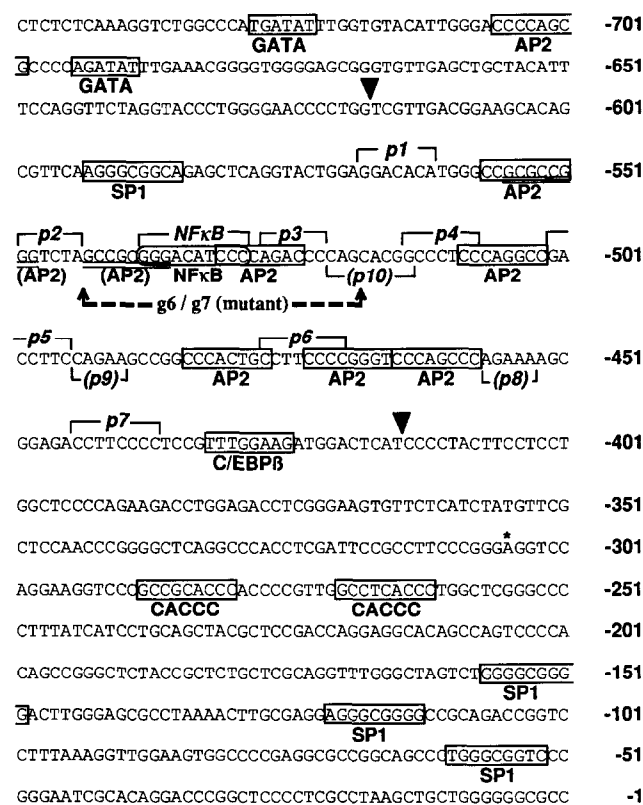 CTCTCTCAAAGGTCTGGCCCATGATATTTGGTGTACATTGGGACCCCAGC -701
GATA AP2
GCCCCAGATATTTGAAACGGGGTGGGGAGCGGGTGTTGAGCTGCTACATT -651
GATA
TCCAGGTTCTAGGTACCCTGGGGAACCCCTGGTCGTTGACGGAAGCACAG -601
p1
CGTTCAAGGGCGGCAGAGCTCAGGTACTGGAGGACACATGGGCCGCGCCG -551
SP1 AP2
p2 NFκB p3 p4
GGTCTAGCCGCGGGACATCCCCAGACCCCAGCACGGCCCTCCCAGGCCGA -501
(AP2) (AP2) NFκB AP2 (p10) AP2
g6 / g7 (mutant)
p5 p6
CCTTCCAGAAGCCGGCCCACTGCCTTCCCCGGGTCCCAGCCCAGAAAAGC -451
(p9) AP2 AP2 AP2 (p8)
p7
GGAGACCTTCCCCTCCGTTTGGAAGATGGACTCATCCCCTACTTCCTCCT -401
C/EBPß
GGCTCCCCAGAAGACCTGGAGACCTCGGGAAGTGTTCTCATCTATGTTCG -351
*
CTCCAACCCGGGGCTCAGGCCCACCTCGATTCCGCCTTCCCGGGAGGTCC -301
AGGAAGGTCCCGCCGCACCCACCCCGTTGGCCTCACCCTGGCTCGGGCCC -251
CACCC CACCC
CTTTATCATCCTGCAGCTACGCTCCGACCAGGAGGCACAGCCAGTCCCCA -201
CAGCCGGGCTCTACCGCTCTGCTCGCAGGTTTGGGCTAGTCTGGGGCGGG -151
SP1
GACTTGGGAGCGCCTAAAACTTGCGAGGAGGGCGGGGCCGCAGACCGGTC -101
SP1
CTTTAAAGGTTGGAAGTGGCCCCGAGGCGCCGGCAGCCCTGGGCGGTCCC -51
SP1
GGGAATCGCACAGGACCCGGCTCCCCTCGCCTAAGCTGCTGGGGGGCGCC -1